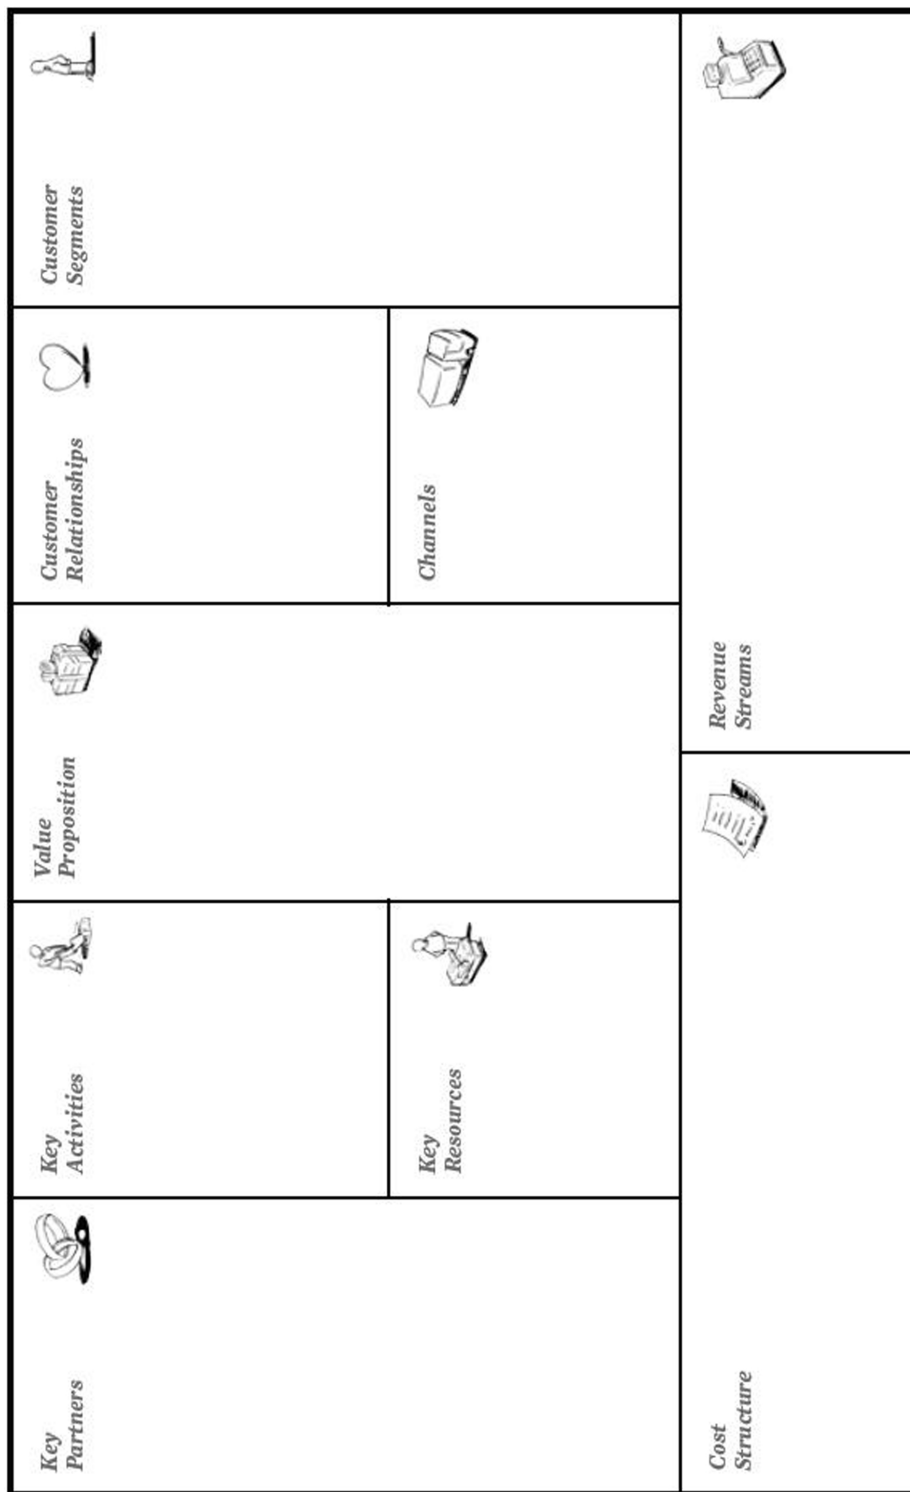 Key
Partners
Key
Activities
Key
Resources
Value
Proposition
Customer
Relationships
Channels
Customer
Segments
Cost
Structure
Revenue
Streams